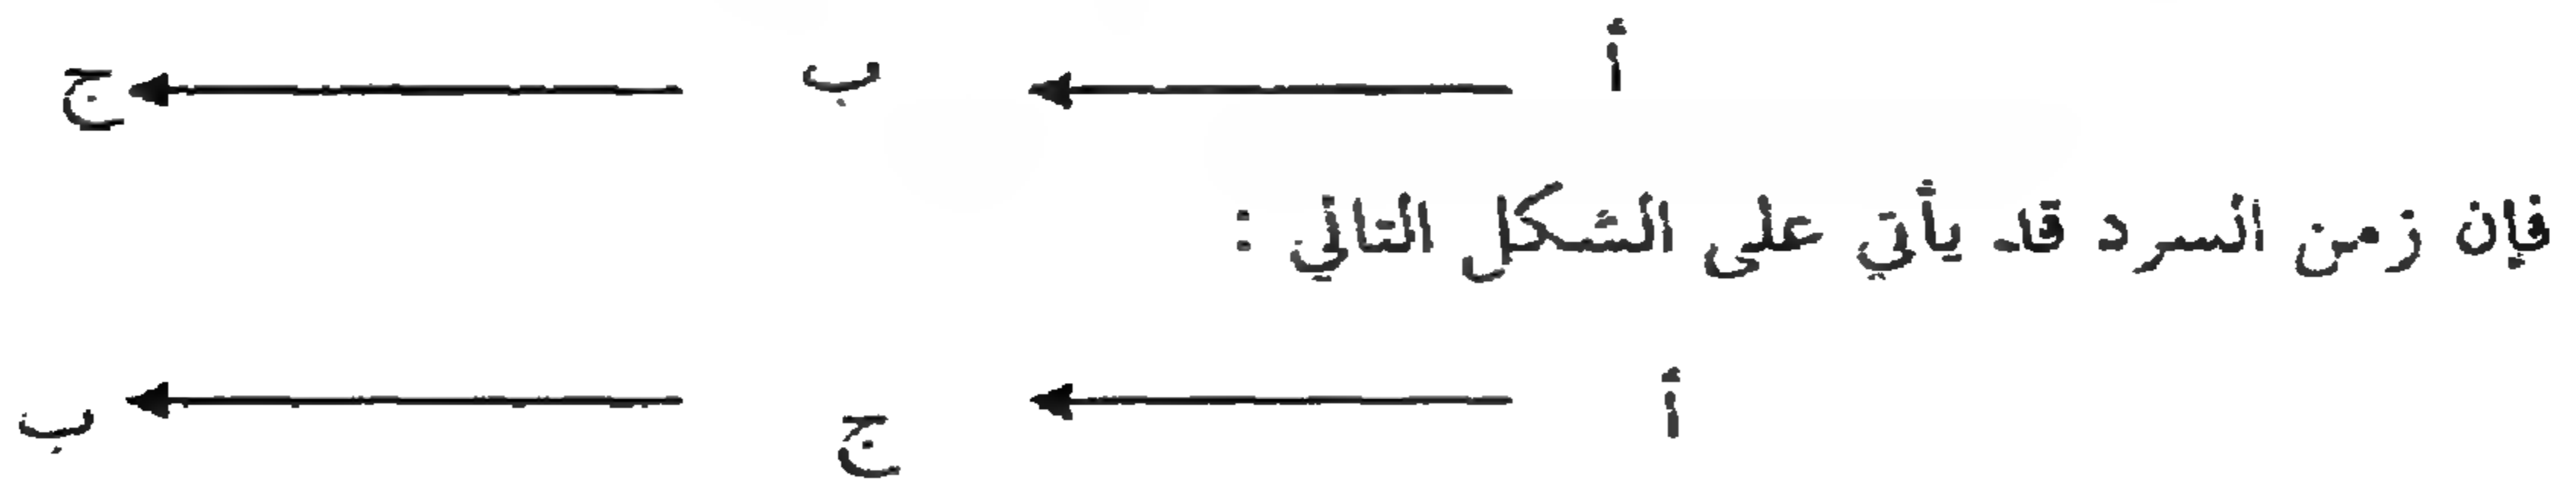 أ ← ب ← ج
فإن زمن السرد قد يأتي على الشكل التالي :
أ ← ج ← ب